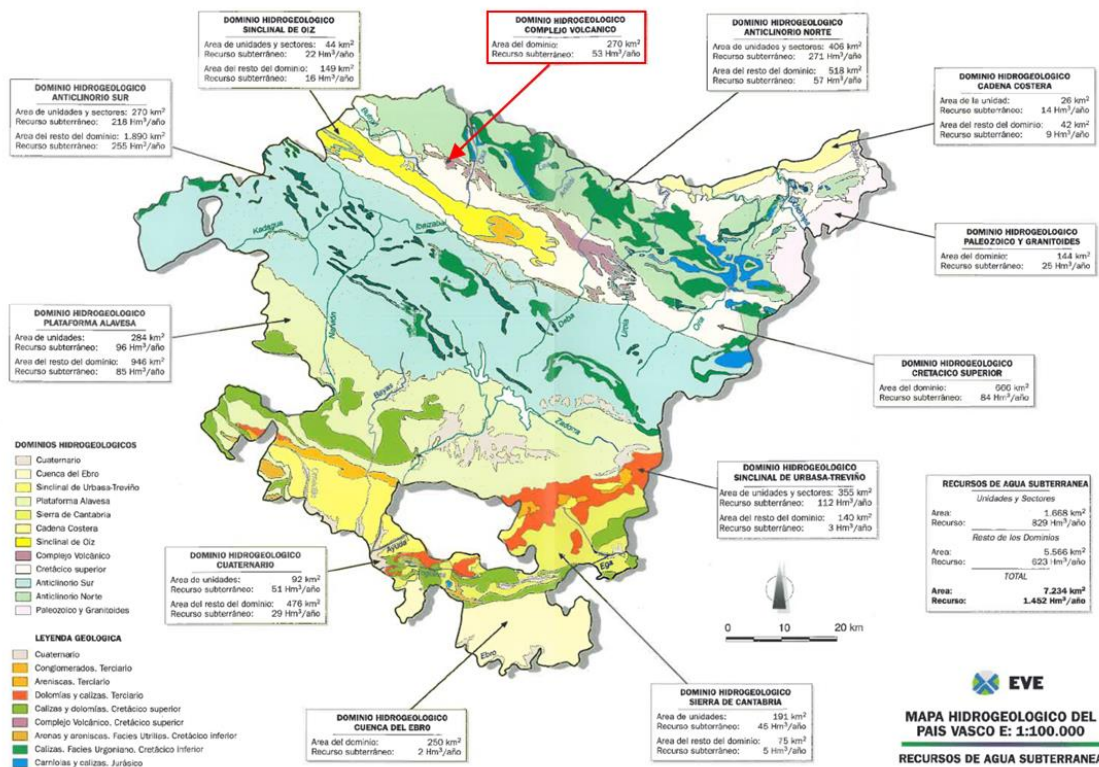 DOMINIO HIDROGEOLOGICO
SINCLINAL DE OIZ
Area de unidades y sectores: 44 km²
Recurso subterráneo: 22 Hm³/año
Area del resto del dominio: 149 km²
Recurso subterráneo: 16 Hm³/año
DOMINIO HIDROGEOLOGICO
COMPLEJO VOLCANICO
Area del dominio: 270 km²
Recurso subterráneo: 53 Hm³/año
DOMINIO HIDROGEOLOGICO
ANTICLINORIO NORTE
Area de unidades y sectores: 406 km²
Recurso subterráneo: 271 Hm³/año
Area del resto del dominio: 518 km²
Recurso subterráneo: 57 Hm³/año
DOMINIO HIDROGEOLOGICO
CADENA COSTERA
Area de la unidad: 26 km²
Recurso subterráneo: 14 Hm³/año
Area del resto del dominio: 42 km²
Recurso subterráneo: 9 Hm³/año
DOMINIO HIDROGEOLOGICO
ANTICLINORIO SUR
Area de unidades y sectores: 270 km²
Recurso subterráneo: 218 Hm³/año
Area del resto del dominio: 1.890 km²
Recurso subterráneo: 255 Hm³/año
DOMINIO HIDROGEOLOGICO
PALEOZOICO Y GRANITOIDES
Area del dominio: 144 km²
Recurso subterráneo: 25 Hm³/año
Kadagua
Ibaizabal
Nerbión
Deba
Urola
Oria
Bayas
Zadorra
Ayuda
Ega
Ebro
DOMINIO HIDROGEOLOGICO
PLATAFORMA ALAVESA
Area de unidades: 284 km²
Recurso subterráneo: 96 Hm³/año
Area del resto del dominio: 946 km²
Recurso subterráneo: 85 Hm³/año
DOMINIO HIDROGEOLOGICO
CRETACICO SUPERIOR
Area del dominio: 666 km²
Recurso subterráneo: 84 Hm³/año
DOMINIOS HIDROGEOLOGICOS
Cuaternario
Cuenca del Ebro
Sinclinal de Urbasa-Treviño
Plataforma Alavesa
Sierra de Cantabria
Cadena Costera
Sinclinal de Oiz
Complejo Volcánico
Cretácico superior
Anticlinorio Sur
Anticlinorio Norte
Paleozoico y Granitoides
DOMINIO HIDROGEOLOGICO
SINCLINAL DE URBASA-TREVIÑO
Area de unidades y sectores: 355 km²
Recurso subterráneo: 112 Hm³/año
Area del resto del dominio: 140 km²
Recurso subterráneo: 3 Hm³/año
RECURSOS DE AGUA SUBTERRANEA
Unidades y Sectores
Area: 1.668 km²
Recurso: 829 Hm³/año
Resto de los Dominios
Area: 5.566 km²
Recurso: 623 Hm³/año
TOTAL
Area: 7.234 km²
Recurso: 1.452 Hm³/año
DOMINIO HIDROGEOLOGICO
CUATERNARIO
Area de unidades: 92 km²
Recurso subterráneo: 51 Hm³/año
Area del resto del dominio: 476 km²
Recurso subterráneo: 29 Hm³/año
0 10 20 km
LEYENDA GEOLOGICA
Cuaternario
Conglomerados. Terciario
Areniscas. Terciario
Dolomías y calizas. Terciario
Calizas y dolomías. Cretácico superior
Complejo Volcánico. Cretácico superior
Arenas y areniscas. Facies Utrillas. Cretácico inferior
Calizas. Facies Urgoniano. Cretácico inferior
Carniolas y calizas. Jurásico
DOMINIO HIDROGEOLOGICO
CUENCA DEL EBRO
Area del dominio: 250 km²
Recurso subterráneo: 2 Hm³/año
DOMINIO HIDROGEOLOGICO
SIERRA DE CANTABRIA
Area de unidades: 191 km²
Recurso subterráneo: 45 Hm³/año
Area del resto del dominio: 75 km²
Recurso subterráneo: 5 Hm³/año
EVE
MAPA HIDROGEOLOGICO DEL
PAIS VASCO E: 1:100.000
RECURSOS DE AGUA SUBTERRANEA